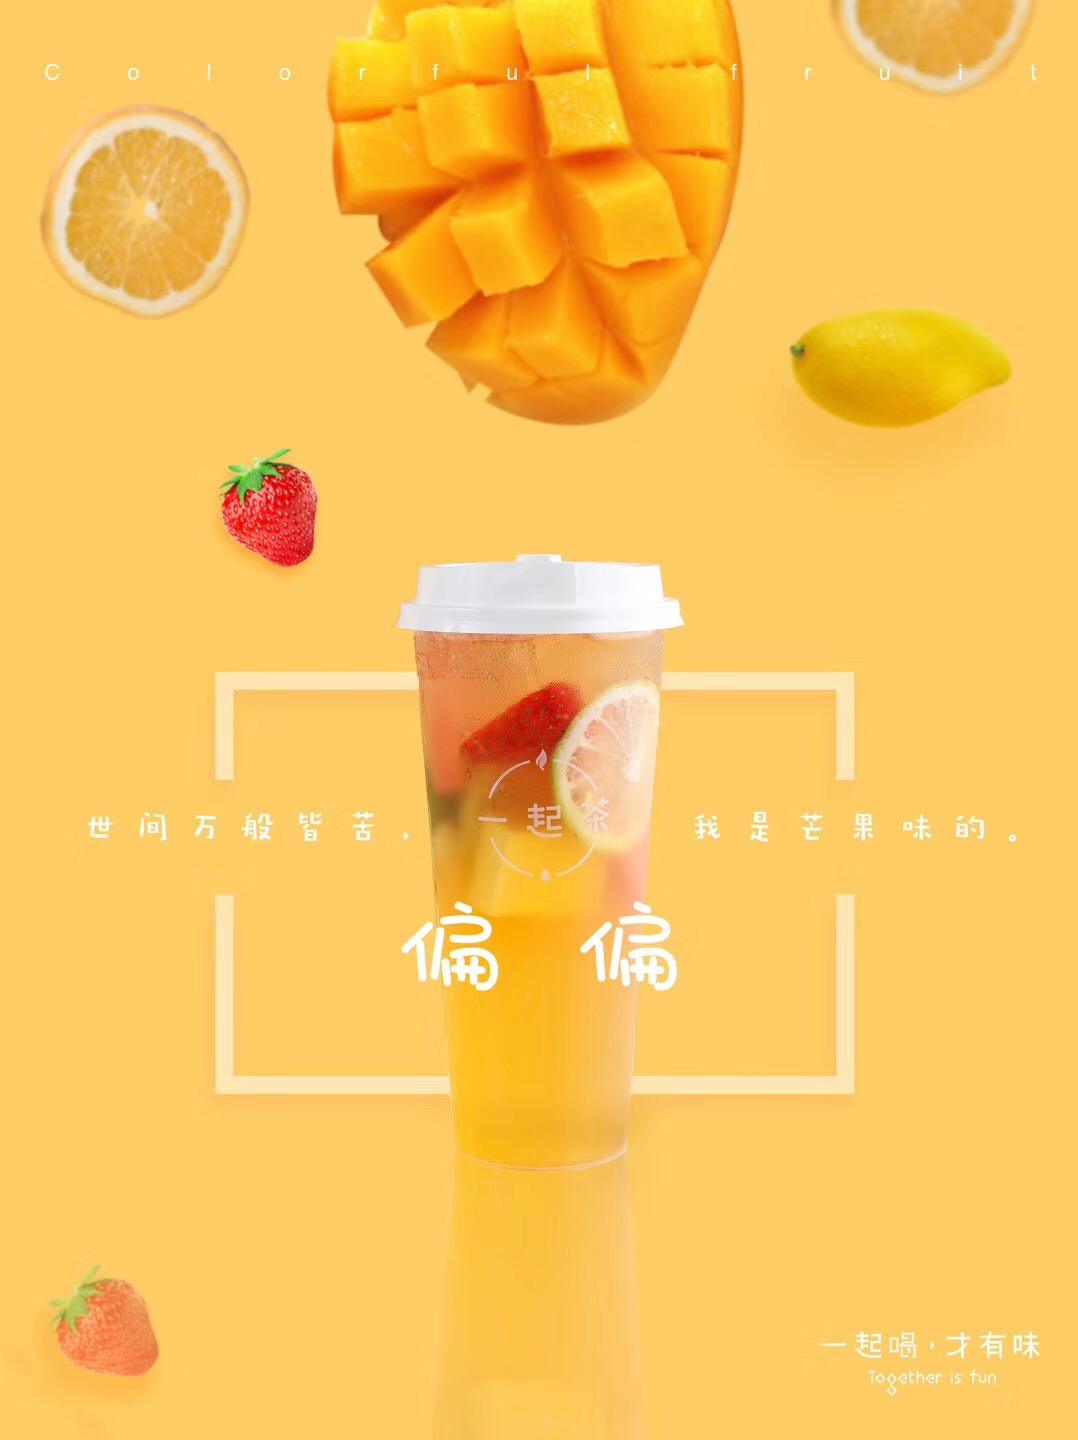 Colorful fruit
一起茶
世间万般皆苦，我是芒果味的。
偏偏
一起喝，才有味
Together is fun